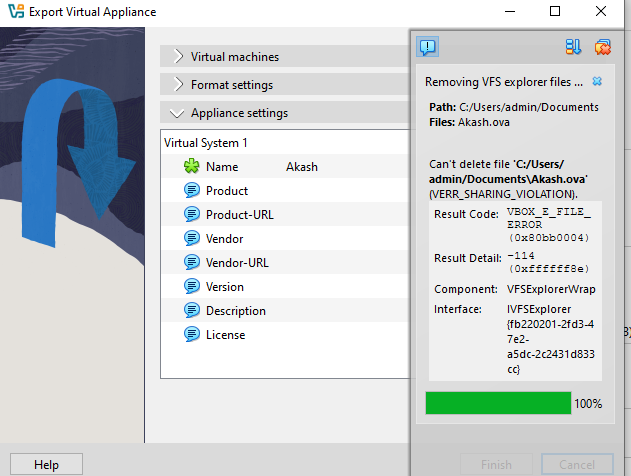 Export Virtual Appliance
Virtual machines
Format settings
Appliance settings
Virtual System 1
Name Akash
Product
Product-URL
Vendor
Vendor-URL
Version
Description
License
Help
Removing VFS explorer files ...
Path: C:/Users/admin/Documents
Files: Akash.ova
Can't delete file 'C:/Users/
admin/Documents\Akash.ova'
(VERR_SHARING_VIOLATION).
Result Code: VBOX_E_FILE_
ERROR
(0x80bb0004)
Result Detail: -114
(0xffffff8e)
Component: VFSExplorerWrap
Interface: IVFSExplorer
{fb220201-2fd3-4
7e2-
a5dc-2c2431d833
cc}
100%
Finish Cancel